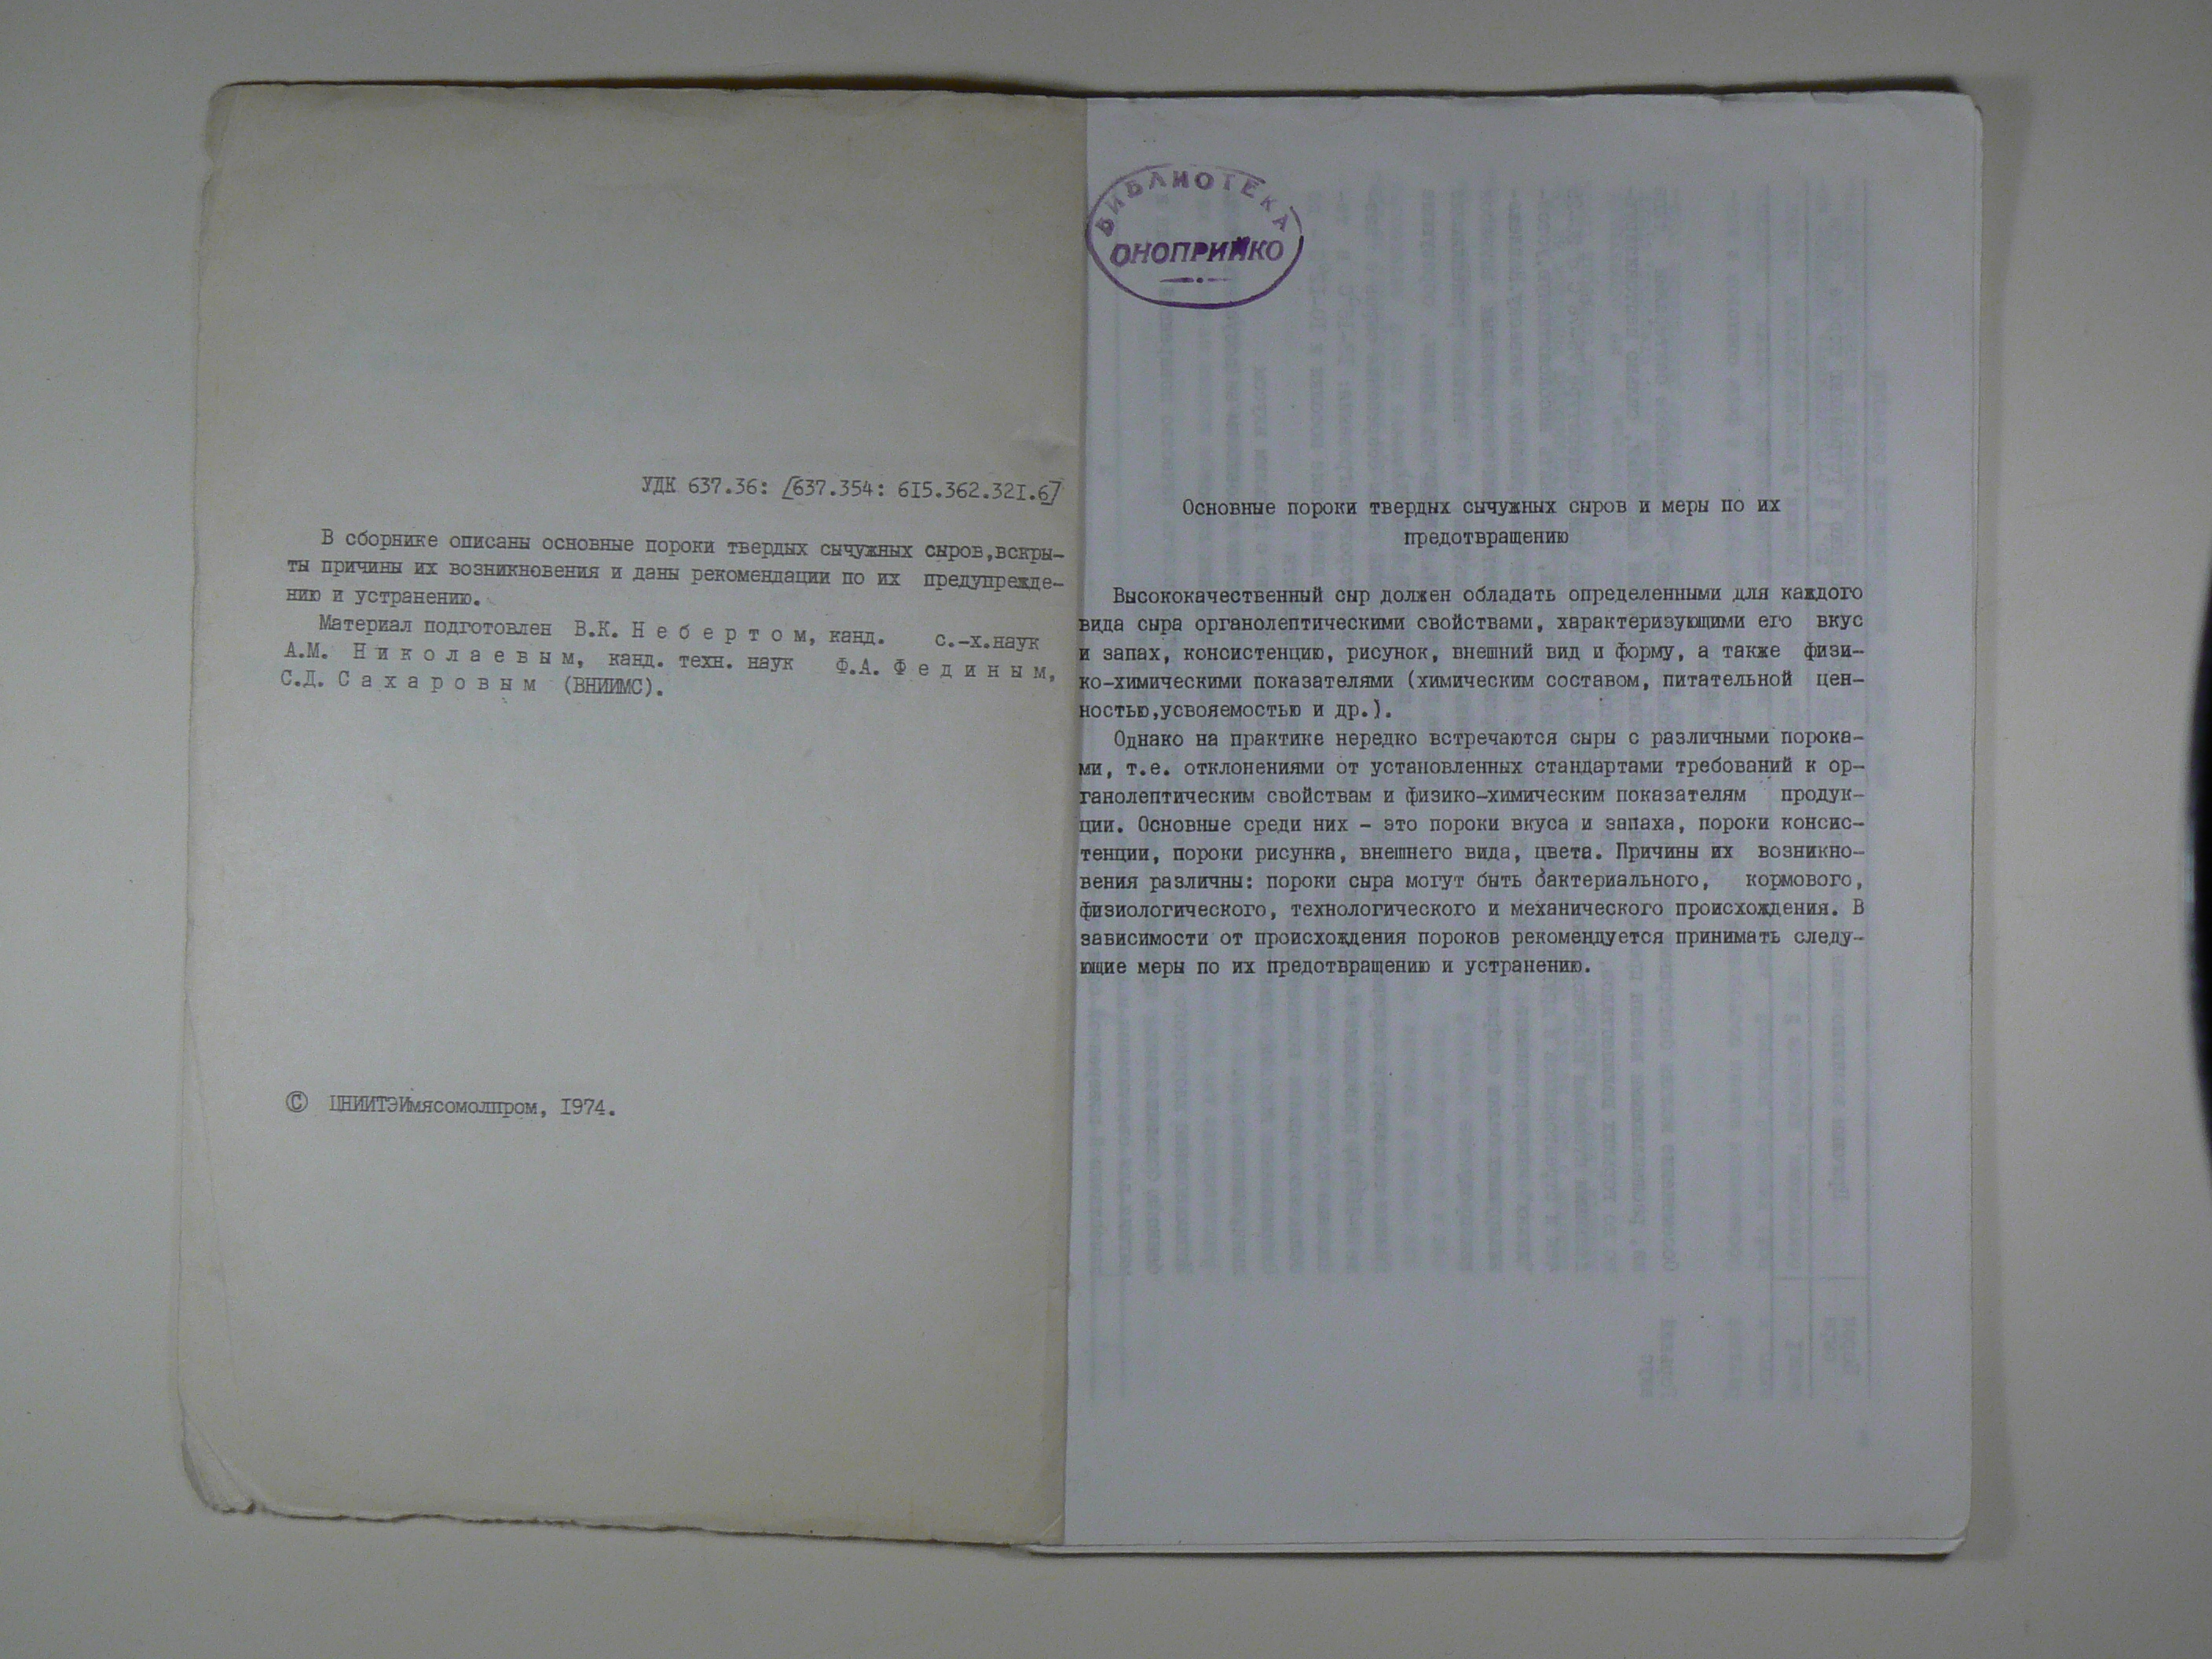 УДК 637.36: [637.354: 615.362.321.6]
В сборнике описаны основные пороки твердых сычужных сыров,вскры-
ты причины их возникновения и даны рекомендации по их предупрежде-
нию и устранению.
Материал подготовлен В.К. Небертом, канд. с.-х.наук
А.М. Николаевым, канд. техн. наук Ф.А. Фединым,
С.Д. Сахаровым (ВНИИМС).
© ЦНИИТЭИмясомолпром, 1974.
БИБЛИОТЕКА
ОНОПРИЙКО
Основные пороки твердых сычужных сыров и меры по их
предотвращению
Высококачественный сыр должен обладать определенными для каждого
вида сыра органолептическими свойствами, характеризующими его вкус
и запах, консистенцию, рисунок, внешний вид и форму, а также физи-
ко-химическими показателями (химическим составом, питательной цен-
ностью,усвояемостью и др.).
Однако на практике нередко встречаются сыры с различными порока-
ми, т.е. отклонениями от установленных стандартами требований к ор-
ганолептическим свойствам и физико-химическим показателям продук-
ции. Основные среди них - это пороки вкуса и запаха, пороки консис-
тенции, пороки рисунка, внешнего вида, цвета. Причины их возникно-
вения различны: пороки сыра могут быть бактериального, кормового,
физиологического, технологического и механического происхождения. В
зависимости от происхождения пороков рекомендуется принимать следу-
ющие меры по их предотвращению и устранению.